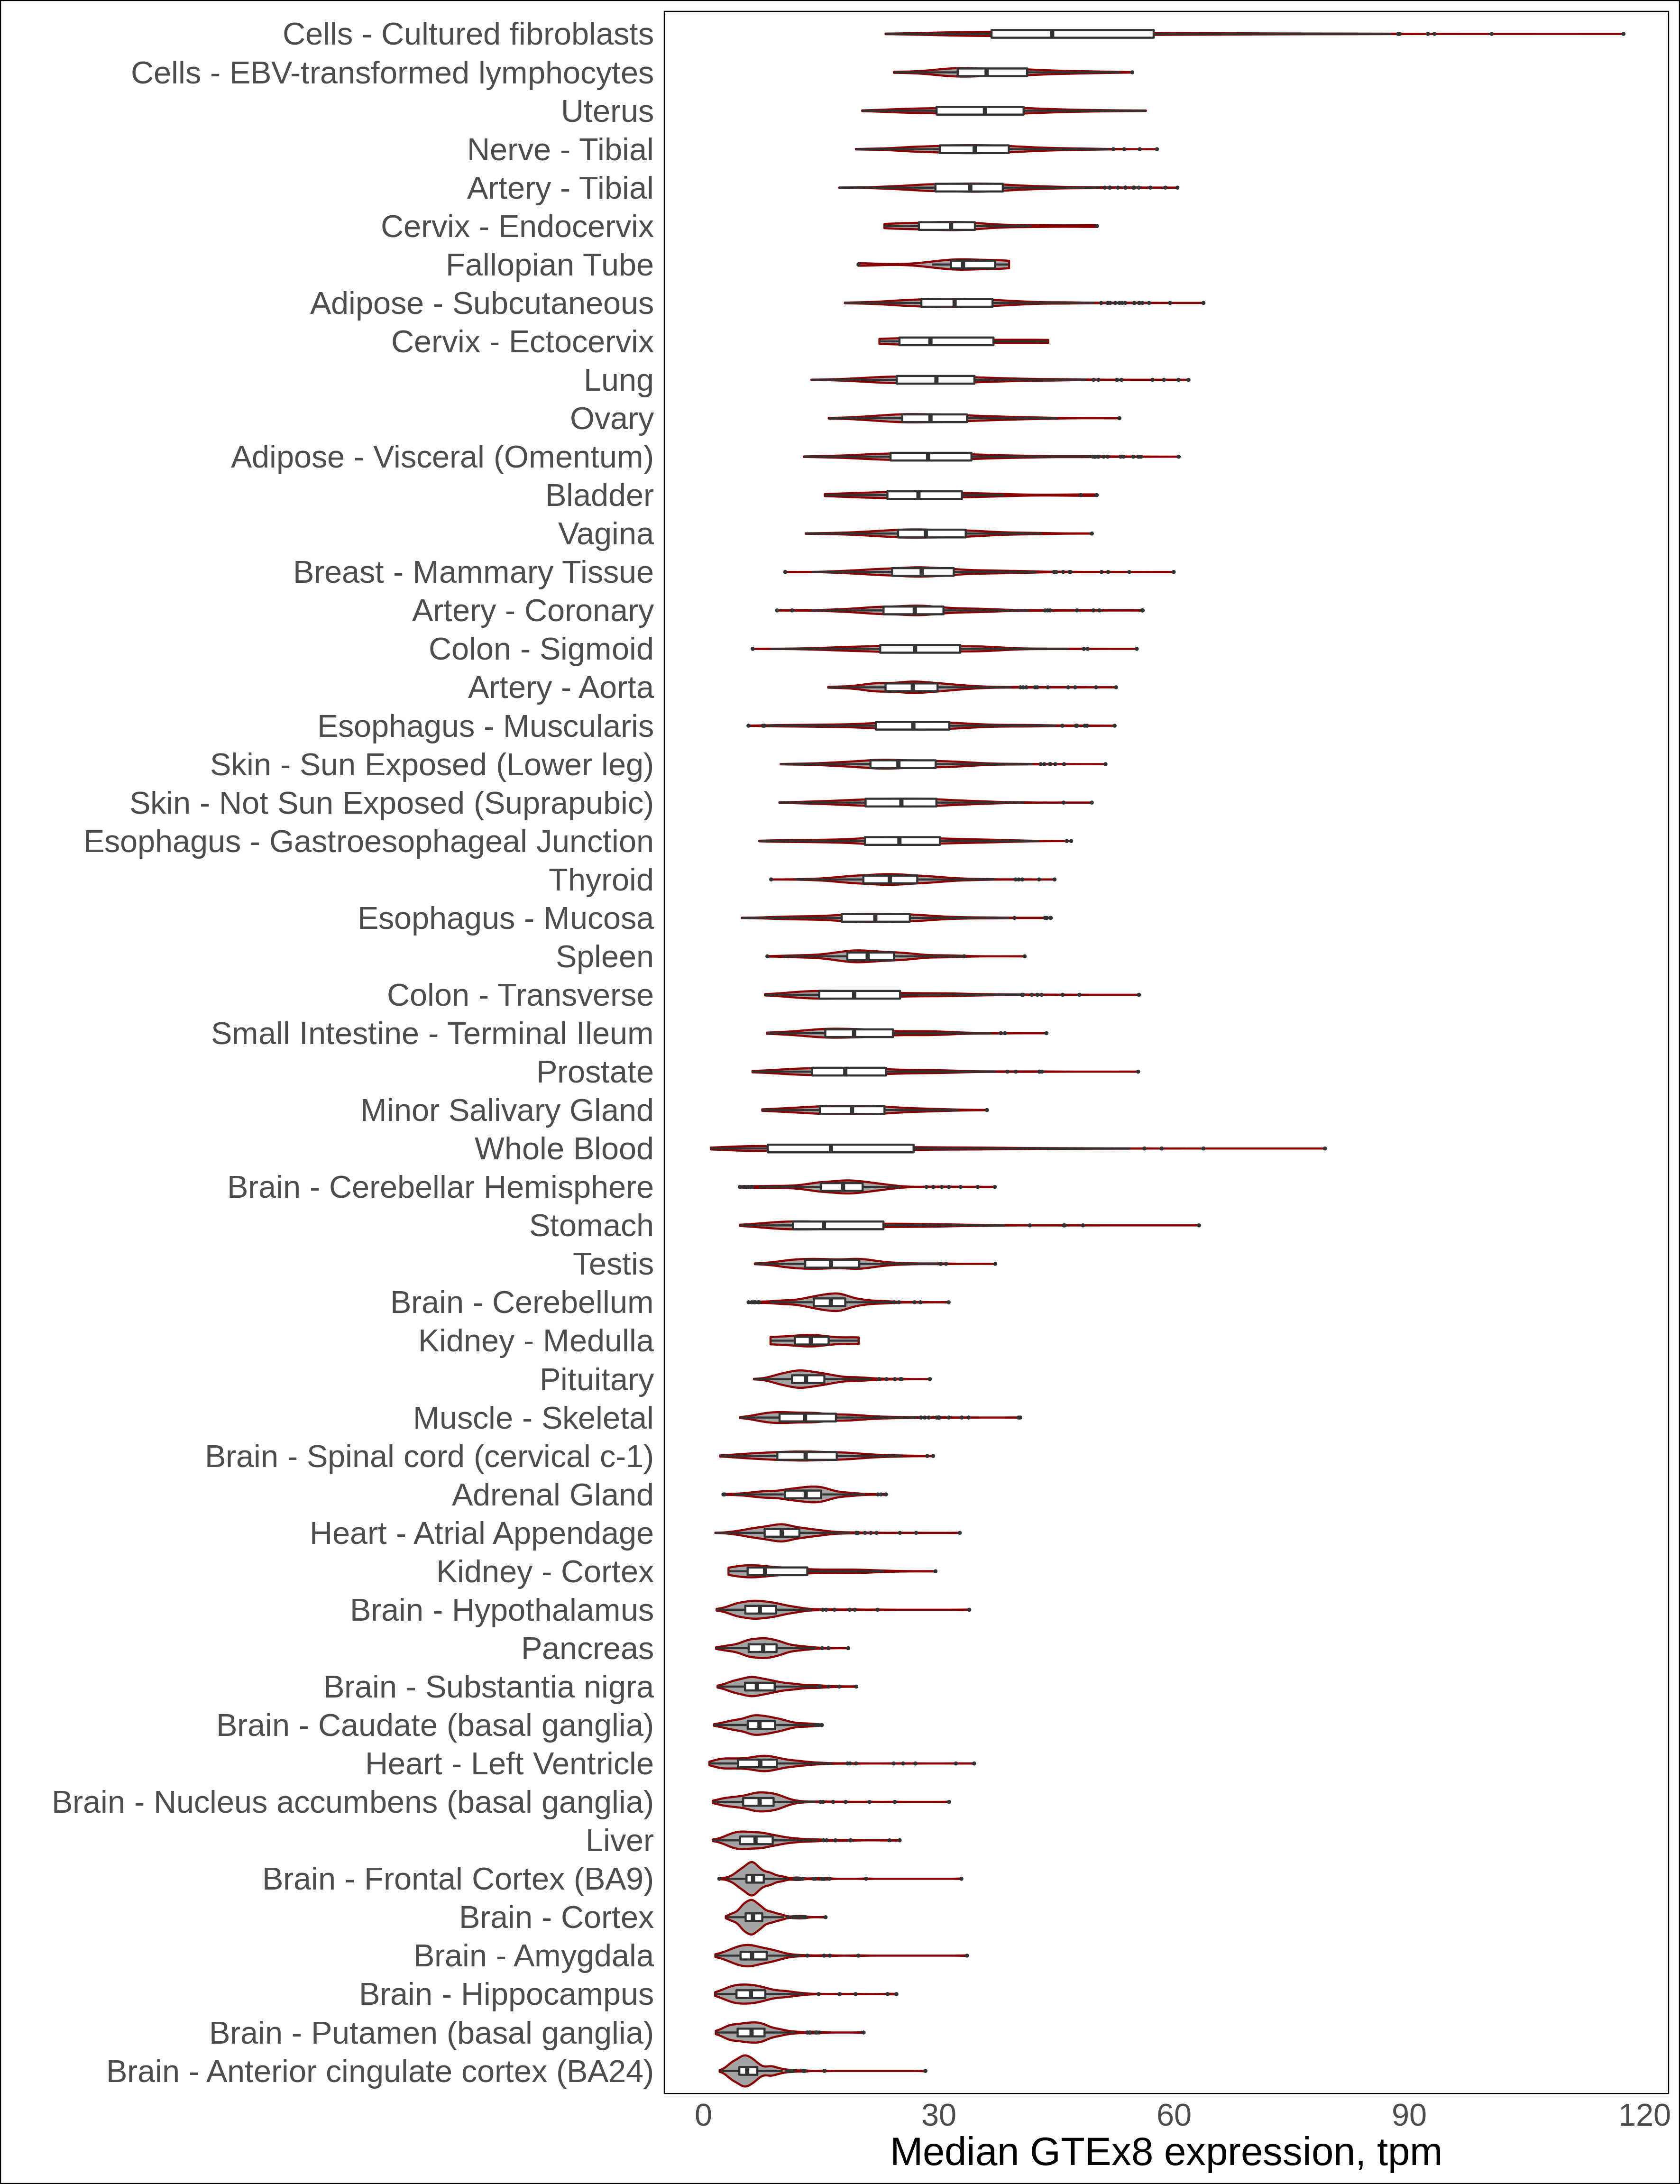 Cells - Cultured fibroblasts
Cells - EBV-transformed lymphocytes
Uterus
Nerve - Tibial
Artery - Tibial
Cervix - Endocervix
Fallopian Tube
Adipose - Subcutaneous
Cervix - Ectocervix
Lung
Ovary
Adipose - Visceral (Omentum)
Bladder
Vagina
Breast - Mammary Tissue
Artery - Coronary
Colon - Sigmoid
Artery - Aorta
Esophagus - Muscularis
Skin - Sun Exposed (Lower leg)
Skin - Not Sun Exposed (Suprapubic)
Esophagus - Gastroesophageal Junction
Thyroid
Esophagus - Mucosa
Spleen
Colon - Transverse
Small Intestine - Terminal Ileum
Prostate
Minor Salivary Gland
Whole Blood
Brain - Cerebellar Hemisphere
Stomach
Testis
Brain - Cerebellum
Kidney - Medulla
Pituitary
Muscle - Skeletal
Brain - Spinal cord (cervical c-1)
Adrenal Gland
Heart - Atrial Appendage
Kidney - Cortex
Brain - Hypothalamus
Pancreas
Brain - Substantia nigra
Brain - Caudate (basal ganglia)
Heart - Left Ventricle
Brain - Nucleus accumbens (basal ganglia)
Liver
Brain - Frontal Cortex (BA9)
Brain - Cortex
Brain - Amygdala
Brain - Hippocampus
Brain - Putamen (basal ganglia)
Brain - Anterior cingulate cortex (BA24)
0 30 60 90 120
Median GTEx8 expression, tpm